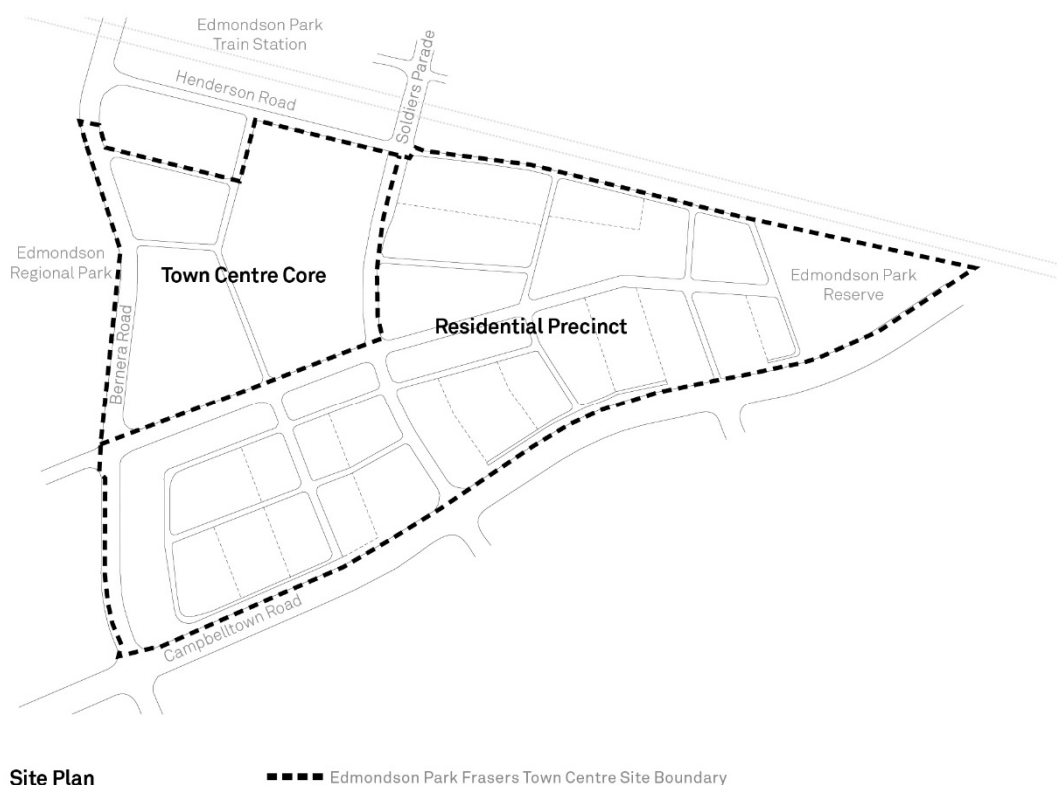 Edmondson Park
Train Station
Soldiers Parade
Henderson Road
Edmondson
Regional Park
Town Centre Core
Edmondson Park
Reserve
Bernera Road
Residential Precinct
Campbelltown Road
Site Plan
Edmondson Park Frasers Town Centre Site Boundary